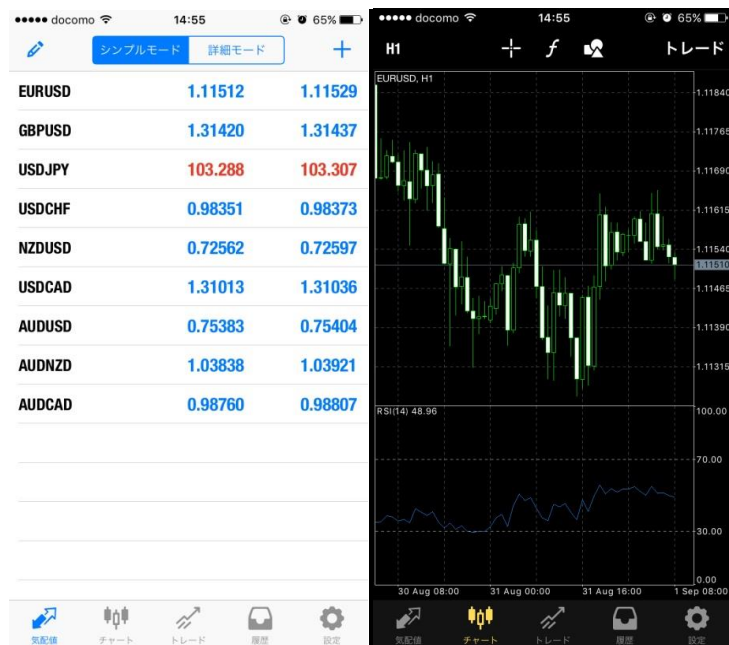 docomo 14:55 65%
シンプルモード 詳細モード
EURUSD 1.11512 1.11529
GBPUSD 1.31420 1.31437
USDJPY 103.288 103.307
USDCHF 0.98351 0.98373
NZDUSD 0.72562 0.72597
USDCAD 1.31013 1.31036
AUDUSD 0.75383 0.75404
AUDNZD 1.03838 1.03921
AUDCAD 0.98760 0.98807
気配値 チャート トレード 履歴 設定
docomo 14:55 65%
H1 f トレード
EURUSD, H1
1.11840
1.11765
1.11690
1.11615
1.11540
1.11510
1.11465
1.11390
1.11315
RSI(14) 48.96
100.00
70.00
30.00
0.00
30 Aug 08:00 31 Aug 00:00 31 Aug 16:00 1 Sep 08:00
気配値 チャート トレード 履歴 設定